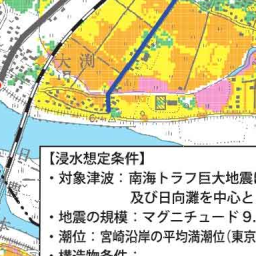 大渕
【浸水想定条件】
・対象津波：南海トラフ巨大地震
及び日向灘を中心と
・地震の規模：マグニチュード９．
・潮位：宮崎沿岸の平均満潮位（東京
・構造物条件：